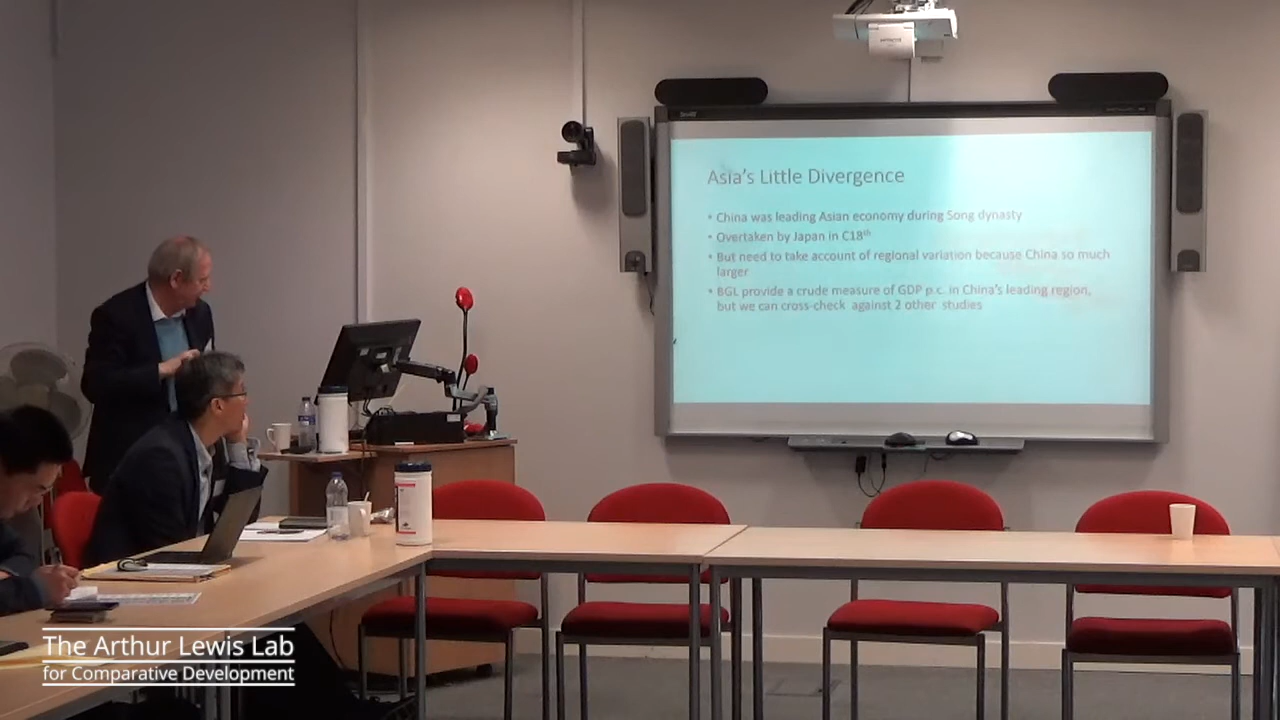 Asia's Little Divergence
• China was leading Asian economy during Song dynasty
• Overtaken by Japan in C18th
• But need to take account of regional variation because China so much
larger
• BGL provide a crude measure of GDP p.c. in China's leading region,
but we can cross-check against 2 other studies
The Arthur Lewis Lab
for Comparative Development